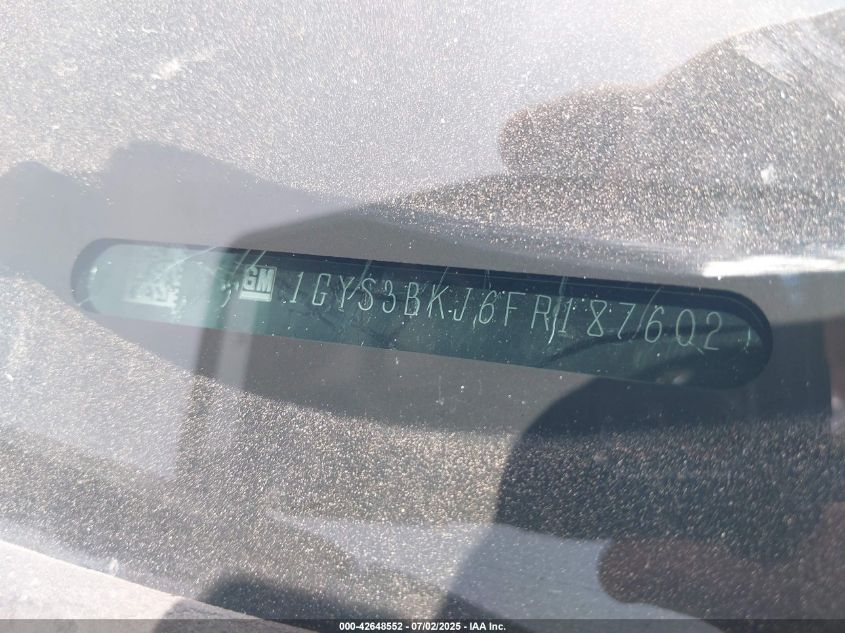 GM 1GYS3BKJ6FR187602
000-42648552 - 07/02/2025 - IAA Inc.